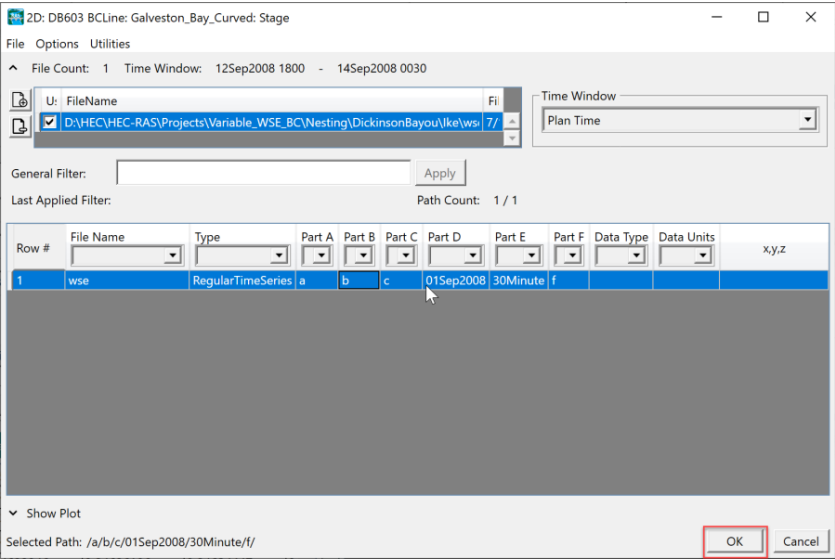 2D: DB603 BCLine: Galveston_Bay_Curved: Stage
File Options Utilities
File Count: 1 Time Window: 12Sep2008 1800 - 14Sep2008 0030
U: FileName Fil
D:\HEC\HEC-RAS\Projects\Variable_WSE_BC\Nesting\DickinsonBayou\Ike\ws 7/
Time Window
Plan Time
General Filter: Apply
Last Applied Filter: Path Count: 1 / 1
Row # File Name Type Part A Part B Part C Part D Part E Part F Data Type Data Units x,y,z
1 wse RegularTimeSeries a b c 01Sep2008 30Minute f
Show Plot
Selected Path: /a/b/c/01Sep2008/30Minute/f/
OK Cancel